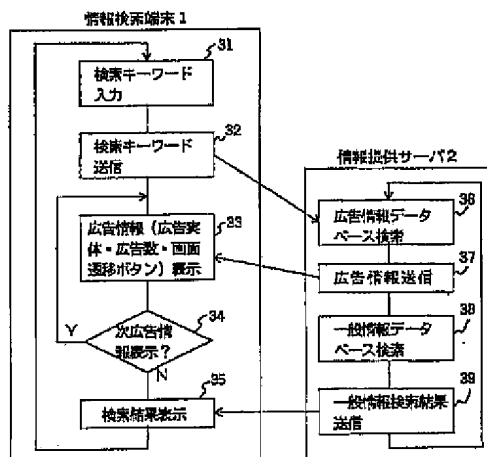 情報検索端末1
31
検索キーワード
入力
32
検索キーワード
送信
33
広告情報(広告実
体・広告数・画面
遷移ボタン)表示
34
次広告情
報表示?
Y
N
35
検索結果表示
情報提供サーバ2
36
広告情報データ
ベース検索
37
広告情報送信
38
一般情報データ
ベース検索
39
一般情報検索結果
送信